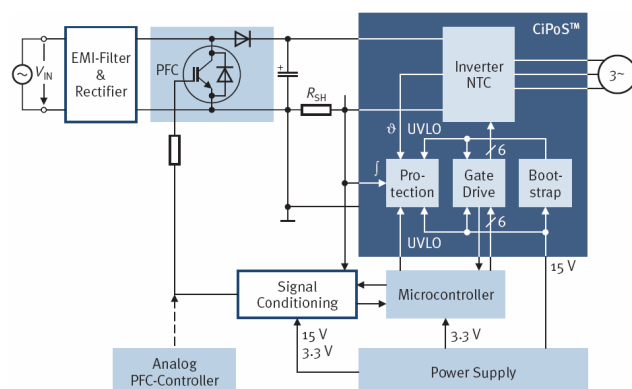 CiPoS™
EMI-Filter
&
Rectifier
V_IN
PFC
+
R_SH
Inverter
NTC
3~
ϑ
UVLO
6
∫
Pro-
tection
Gate
Drive
Boot-
strap
6
UVLO
15 V
Signal
Conditioning
Microcontroller
15 V
3.3 V
3.3 V
Analog
PFC-Controller
Power Supply